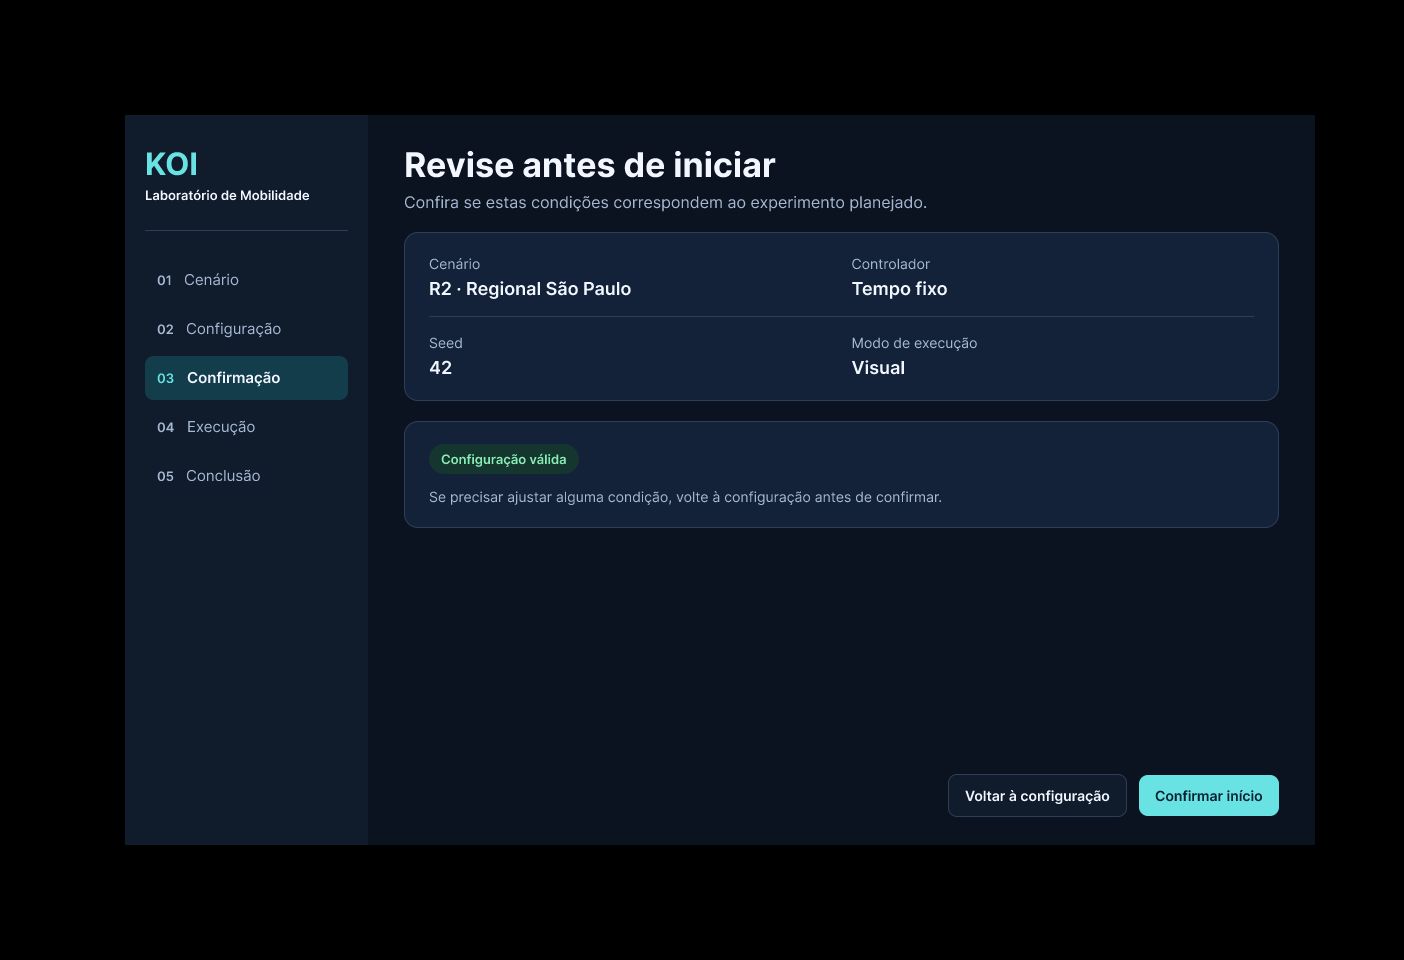 KOI
Laboratório de Mobilidade
01 Cenário
02 Configuração
03 Confirmação
04 Execução
05 Conclusão
Revise antes de iniciar
Confira se estas condições correspondem ao experimento planejado.
Cenário
R2 · Regional São Paulo
Controlador
Tempo fixo
Seed
42
Modo de execução
Visual
Configuração válida
Se precisar ajustar alguma condição, volte à configuração antes de confirmar.
Voltar à configuração
Confirmar início